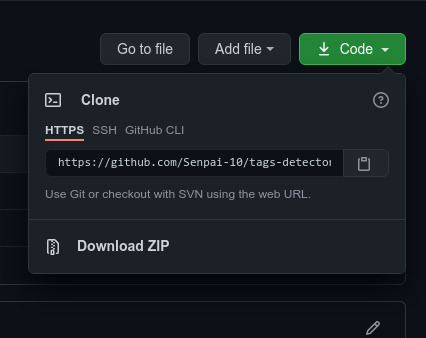 Go to file Add file Code
Clone
HTTPS SSH GitHub CLI
https://github.com/Senpai-10/tags-detector
Use Git or checkout with SVN using the web URL.
Download ZIP